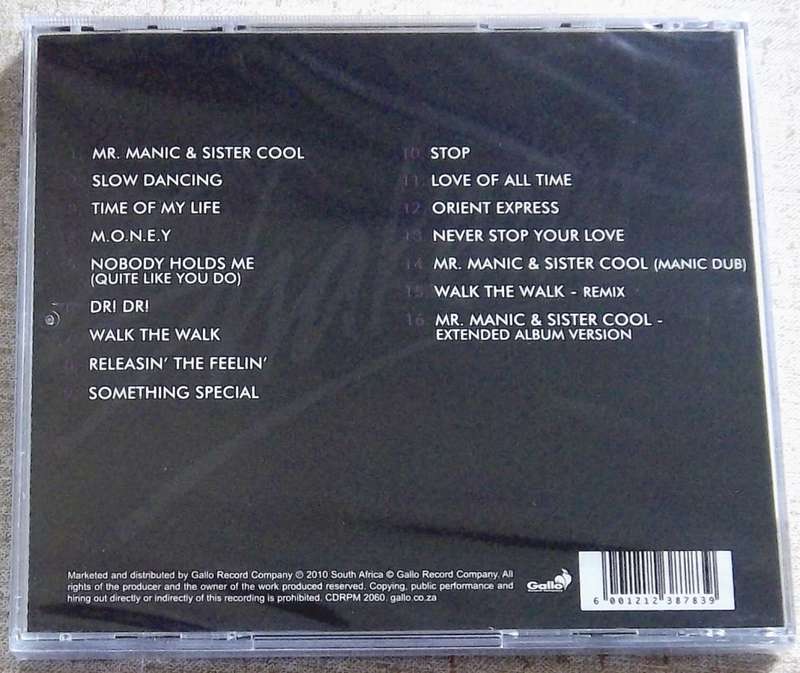 1. MR. MANIC & SISTER COOL
SLOW DANCING
TIME OF MY LIFE
M.O.N.E.Y
NOBODY HOLDS ME
(QUITE LIKE YOU DO)
DR! DR!
WALK THE WALK
RELEASIN' THE FEELIN'
SOMETHING SPECIAL
10. STOP
11. LOVE OF ALL TIME
12. ORIENT EXPRESS
13. NEVER STOP YOUR LOVE
14. MR. MANIC & SISTER COOL (MANIC DUB)
15. WALK THE WALK - REMIX
16. MR. MANIC & SISTER COOL -
EXTENDED ALBUM VERSION
Marketed and distributed by Gallo Record Company ℗ 2010 South Africa © Gallo Record Company. All
rights of the producer and the owner of the work produced reserved. Copying, public performance and
hiring out directly or indirectly of this recording is prohibited. CDRPM 2060. gallo.co.za
Gallo
6 001212 387839